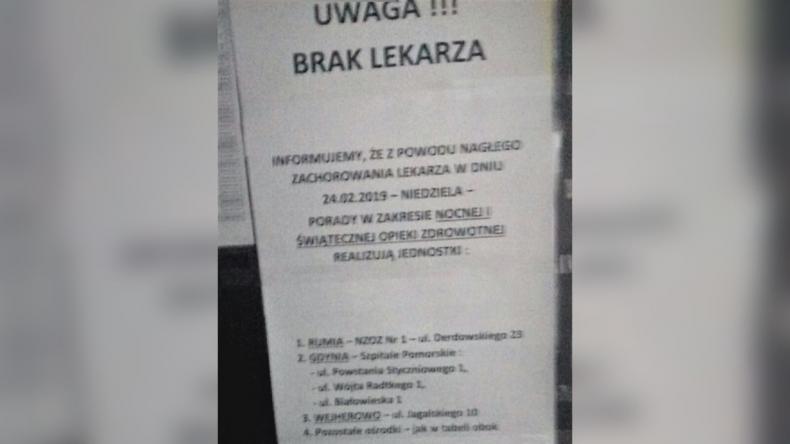 UWAGA !!!
BRAK LEKARZA
INFORMUJEMY, ŻE Z POWODU NAGŁEGO
ZACHOROWANIA LEKARZA W DNIU
24.02.2019 – NIEDZIELA –
PORADY W ZAKRESIE NOCNEJ I
ŚWIĄTECZNEJ OPIEKI ZDROWOTNEJ
REALIZUJĄ JEDNOSTKI :
1. RUMIA – NZOZ Nr 1 – ul. Derdowskiego 23
2. GDYNIA – Szpitale Pomorskie :
- ul. Powstania Styczniowego 1,
- ul. Wójta Radtkego 1,
- ul. Białowieska 1
3. WEJHEROWO – ul. Jagalskiego 10
4. Pozostałe ośrodki – jak w tabeli obok